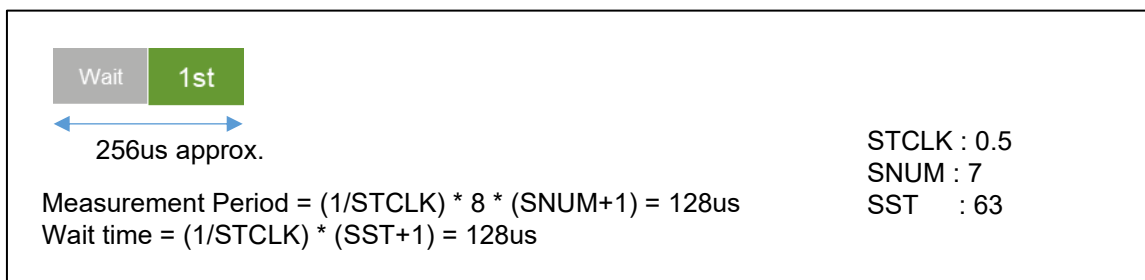 Wait 1st
256us approx.
STCLK : 0.5
SNUM : 7
SST : 63
Measurement Period = (1/STCLK) * 8 * (SNUM+1) = 128us
Wait time = (1/STCLK) * (SST+1) = 128us